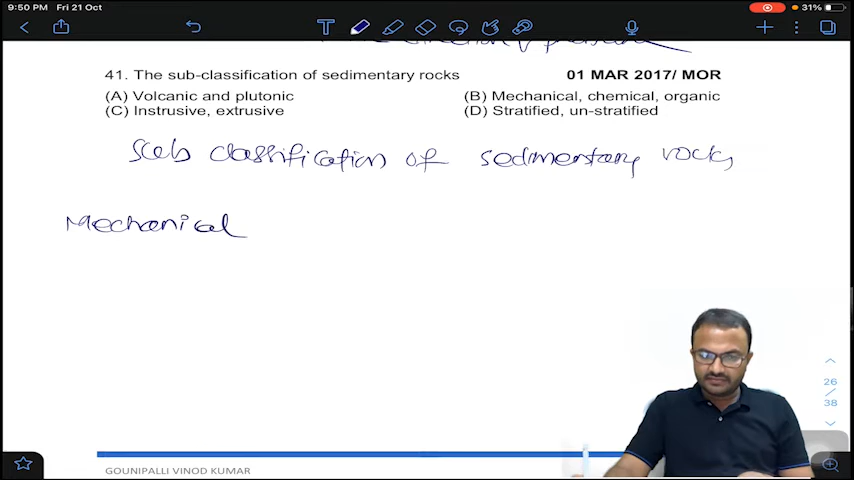 9:50 PM Fri 21 Oct
31%
41. The sub-classification of sedimentary rocks 01 MAR 2017/ MOR
(A) Volcanic and plutonic (B) Mechanical, chemical, organic
(C) Instrusive, extrusive (D) Stratified, un-stratified
Sub classification of sedimentary rocks
Mechanical
26
38
GOUNIPALLI VINOD KUMAR